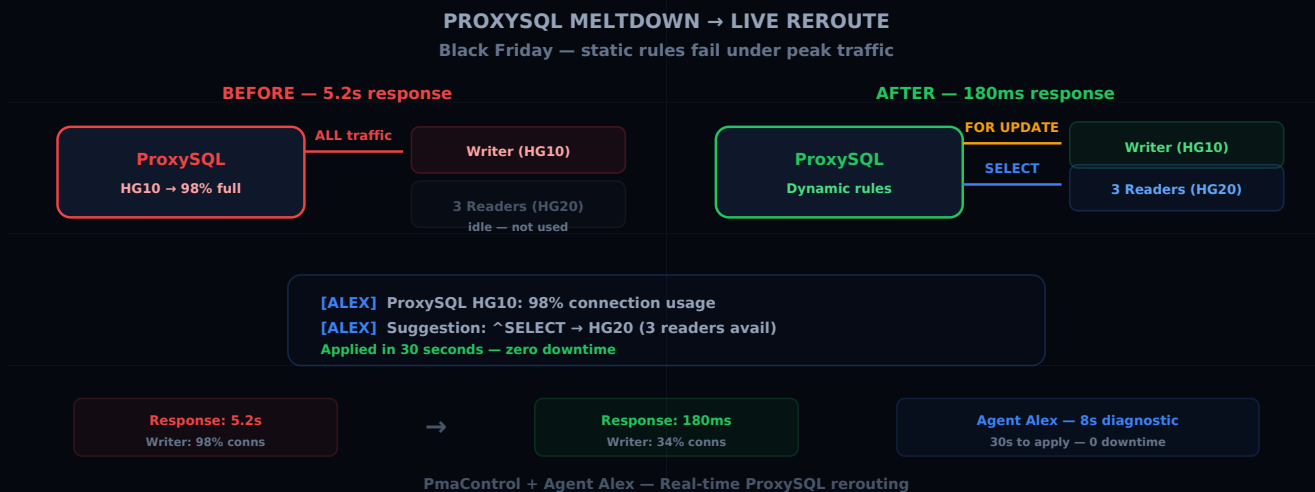 PROXYSQL MELTDOWN → LIVE REROUTE
Black Friday — static rules fail under peak traffic
BEFORE — 5.2s response
ProxySQL
HG10 → 98% full
ALL traffic
Writer (HG10)
3 Readers (HG20)
idle — not used
AFTER — 180ms response
ProxySQL
Dynamic rules
FOR UPDATE
SELECT
Writer (HG10)
3 Readers (HG20)
[ALEX] ProxySQL HG10: 98% connection usage
[ALEX] Suggestion: ^SELECT → HG20 (3 readers avail)
Applied in 30 seconds — zero downtime
Response: 5.2s
Writer: 98% conns
→
Response: 180ms
Writer: 34% conns
Agent Alex — 8s diagnostic
30s to apply — 0 downtime
PmaControl + Agent Alex — Real-time ProxySQL rerouting